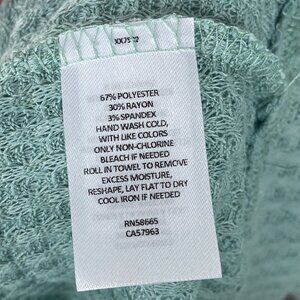 67% POLYESTER
30% RAYON
3% SPANDEX
HAND WASH COLD,
WITH LIKE COLORS
ONLY NON-CHLORINE
BLEACH IF NEEDED
ROLL IN TOWEL TO REMOVE
EXCESS MOISTURE,
RESHAPE, LAY FLAT TO DRY
COOL IRON IF NEEDED
RN58665
CA57963